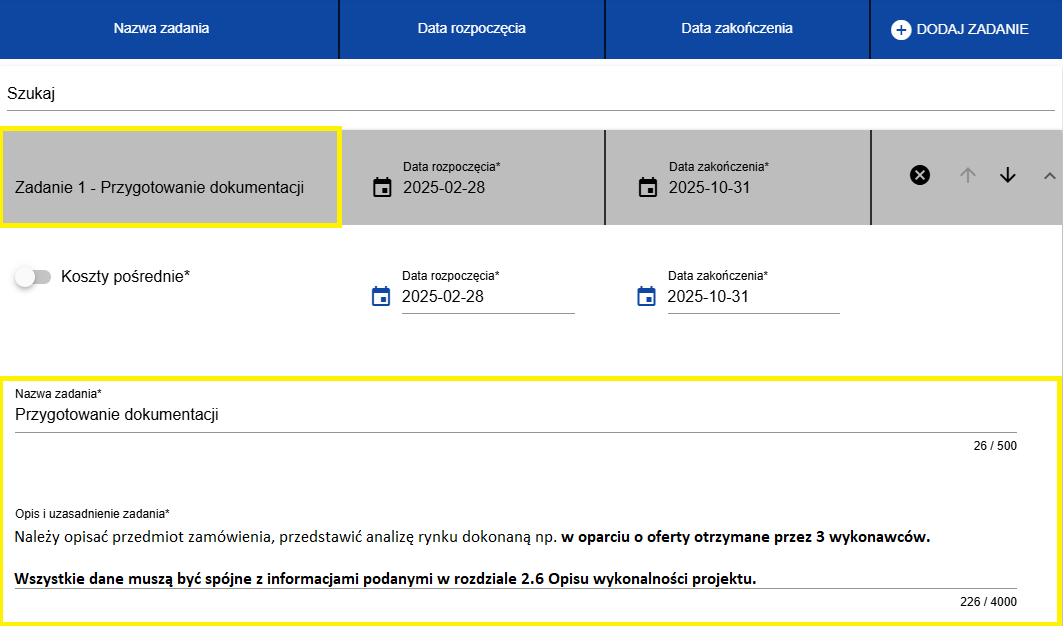 Nazwa zadania
Data rozpoczęcia
Data zakończenia
DODAJ ZADANIE
Szukaj
Zadanie 1 - Przygotowanie dokumentacji
Data rozpoczęcia*
2025-02-28
Data zakończenia*
2025-10-31
Koszty pośrednie*
Data rozpoczęcia*
2025-02-28
Data zakończenia*
2025-10-31
Nazwa zadania*
Przygotowanie dokumentacji
26 / 500
Opis i uzasadnienie zadania*
Należy opisać przedmiot zamówienia, przedstawić analizę rynku dokonaną np. w oparciu o oferty otrzymane przez 3 wykonawców.
Wszystkie dane muszą być spójne z informacjami podanymi w rozdziale 2.6 Opisu wykonalności projektu.
226 / 4000